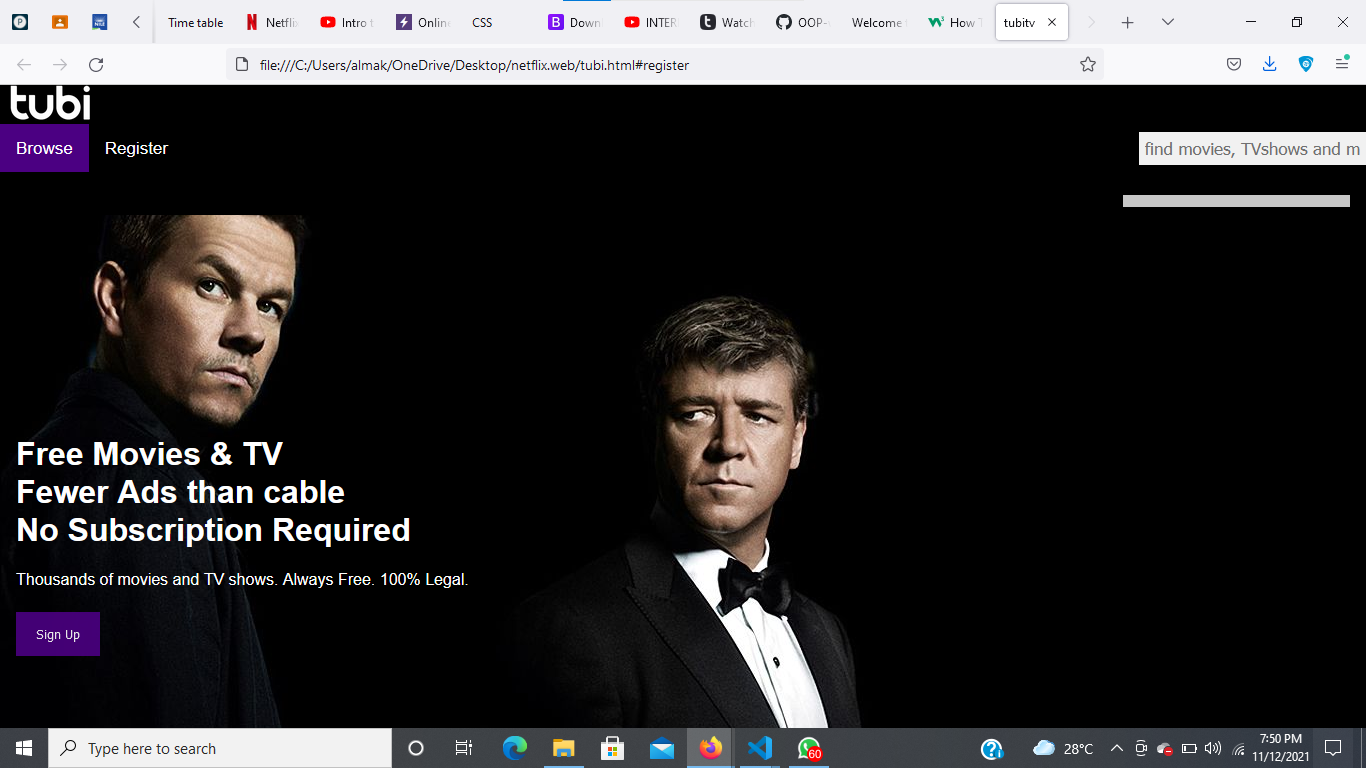 Time table
Netfli
Intro t
Onlin
CSS
Down
INTER
Watch
OOP-
Welcome
How T
tubitv
file:///C:/Users/almak/OneDrive/Desktop/netflix.web/tubi.html#register
tubi
Browse
Register
find movies, TVshows and m
Free Movies & TV
Fewer Ads than cable
No Subscription Required
Thousands of movies and TV shows. Always Free. 100% Legal.
Sign Up
Type here to search
60
28°C
7:50 PM
11/12/2021